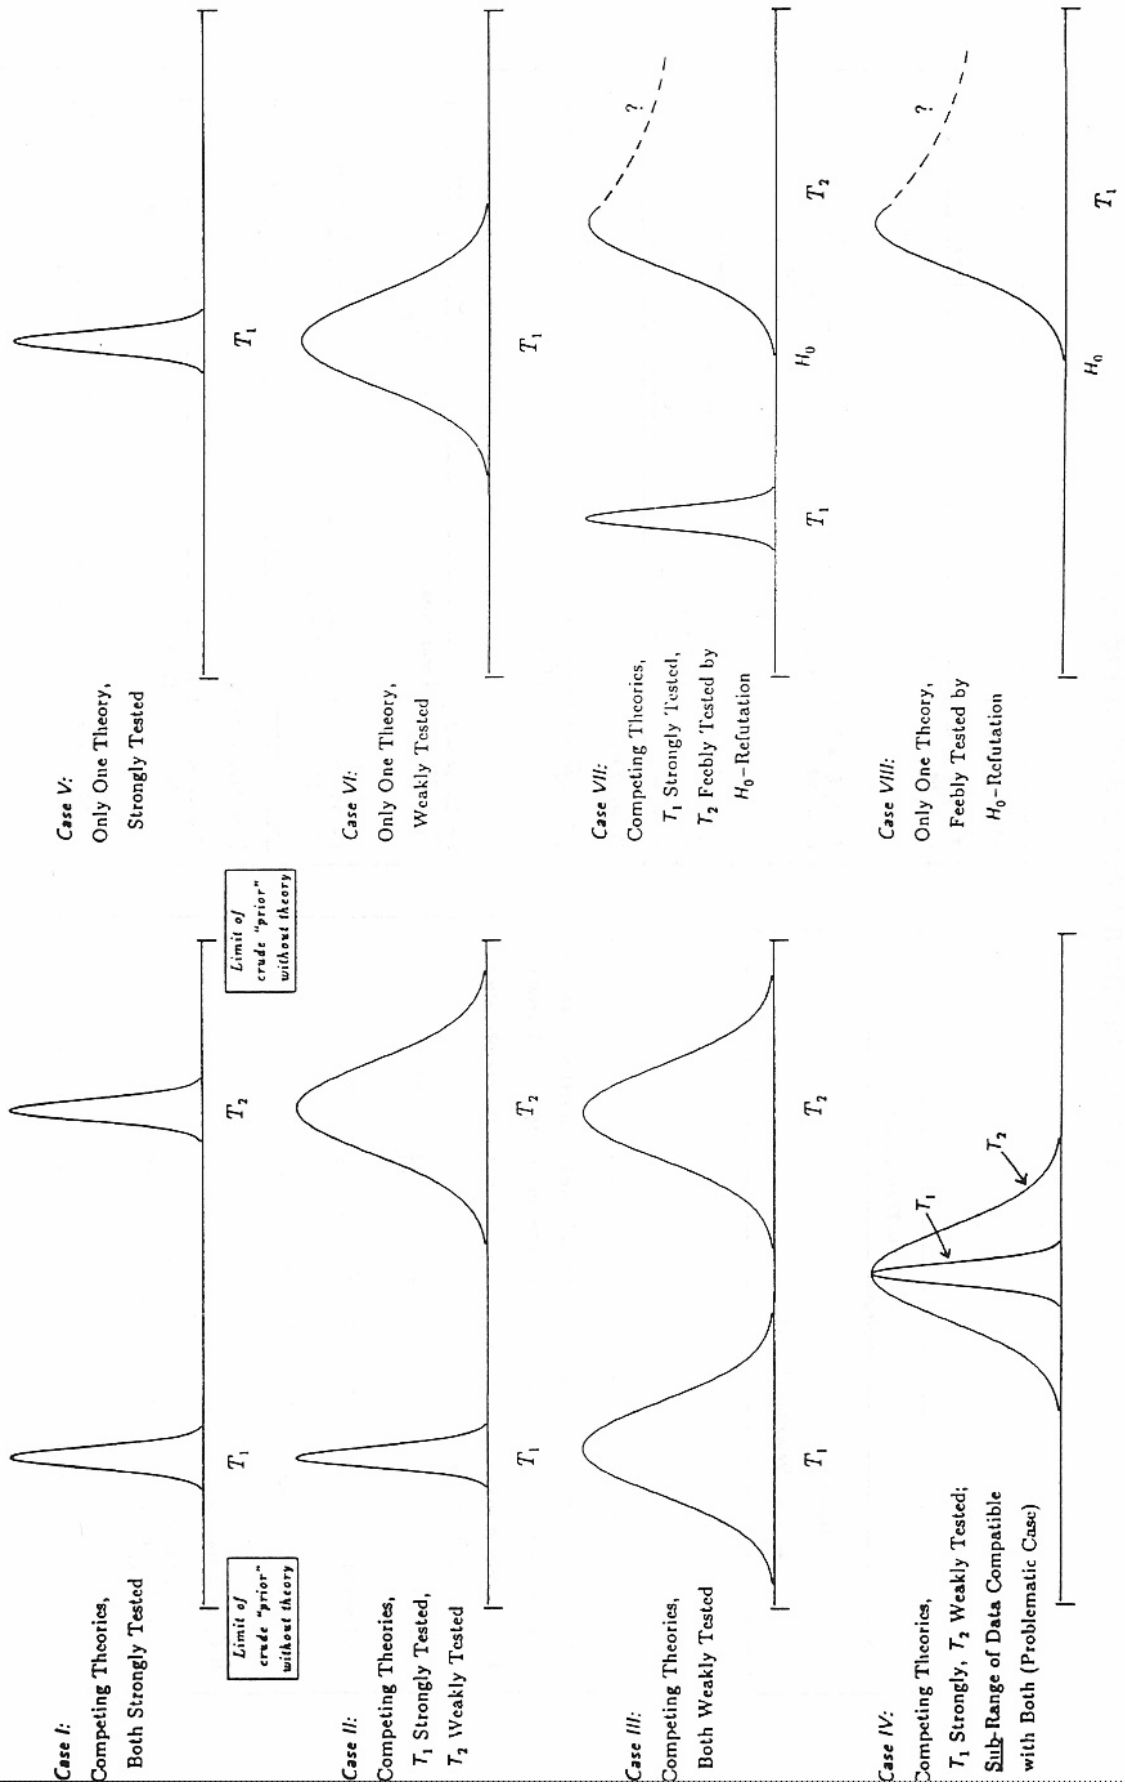 Case I:
Competing Theories,
Both Strongly Tested
Limit of
crude "prior"
without theory
T₁
T₂
Limit of
crude "prior"
without theory
Case II:
Competing Theories,
T₁ Strongly Tested,
T₂ Weakly Tested
T₁
T₂
Case III:
Competing Theories,
Both Weakly Tested
T₁
T₂
Case IV:
Competing Theories,
T₁ Strongly, T₂ Weakly Tested;
Sub-Range of Data Compatible
with Both (Problematic Case)
T₁
T₂
Case V:
Only One Theory,
Strongly Tested
T₁
Case VI:
Only One Theory,
Weakly Tested
T₁
Case VII:
Competing Theories,
T₁ Strongly Tested,
T₂ Feebly Tested by
H₀-Refutation
?
T₁
H₀
T₂
Case VIII:
Only One Theory,
Feebly Tested by
H₀-Refutation
?
H₀
T₁